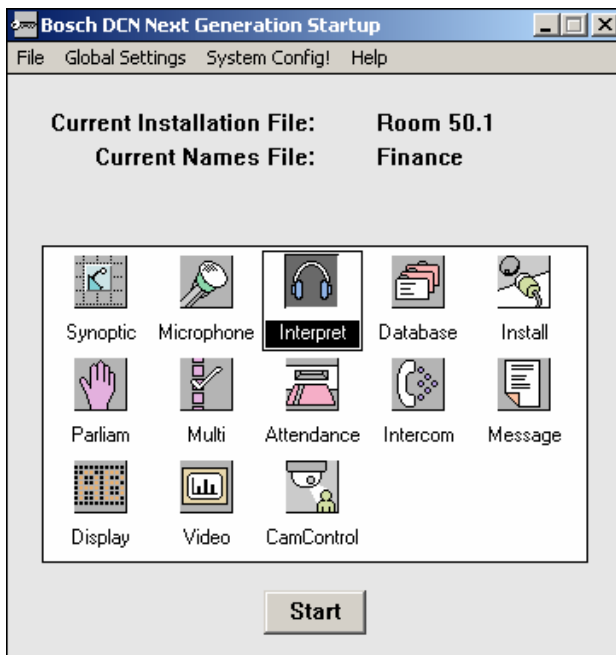 Bosch DCN Next Generation Startup
File Global Settings System Config! Help
Current Installation File: Room 50.1
Current Names File: Finance
Synoptic Microphone Interpret Database Install
Parliam Multi Attendance Intercom Message
Display Video CamControl
Start